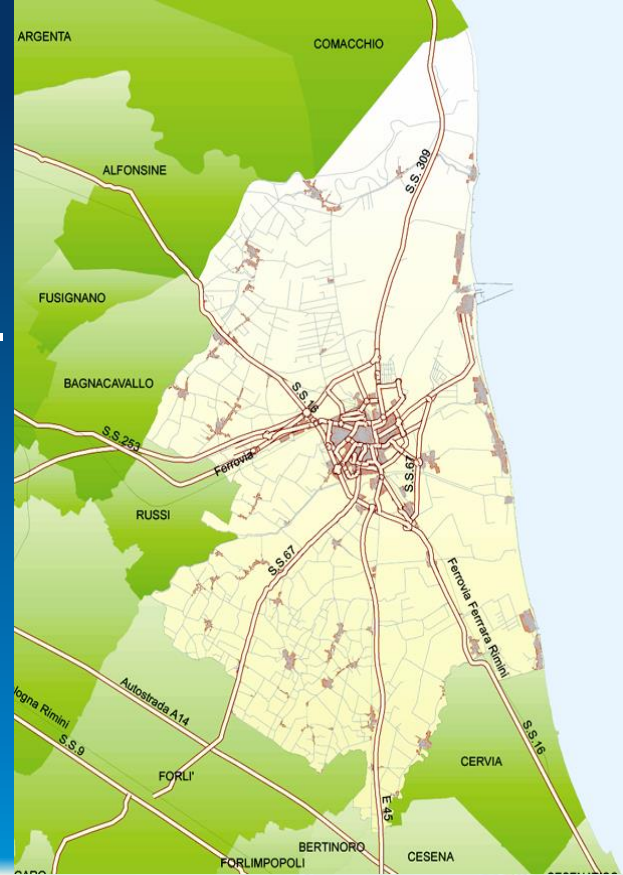 ARGENTA
COMACCHIO
S.S. 309
ALFONSINE
FUSIGNANO
BAGNACAVALLO
S.S. 16
S.S.253
Ferrovia
S.S.67
RUSSI
S.S.67
Ferrovia Ferrrara Rimini
Autostrada A14
logna Rimini
S.S.9
S.S.16
CERVIA
FORLI'
E 45
BERTINORO
FORLIMPOPOLI
CESENA